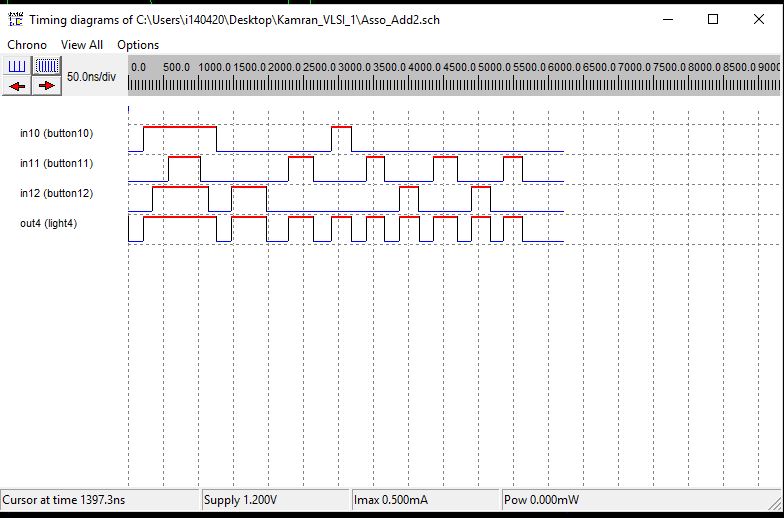 Timing diagrams of C:\Users\i140420\Desktop\Kamran_VLSI_1\Asso_Add2.sch
Chrono View All Options
50.0ns/div
0.0 500.0 1000.0 1500.0 2000.0 2500.0 3000.0 3500.0 4000.0 4500.0 5000.0 5500.0 6000.0 6500.0 7000.0 7500.0 8000.0 8500.0 9000
in10 (button10)
in11 (button11)
in12 (button12)
out4 (light4)
Cursor at time 1397.3ns Supply 1.200V Imax 0.500mA Pow 0.000mW